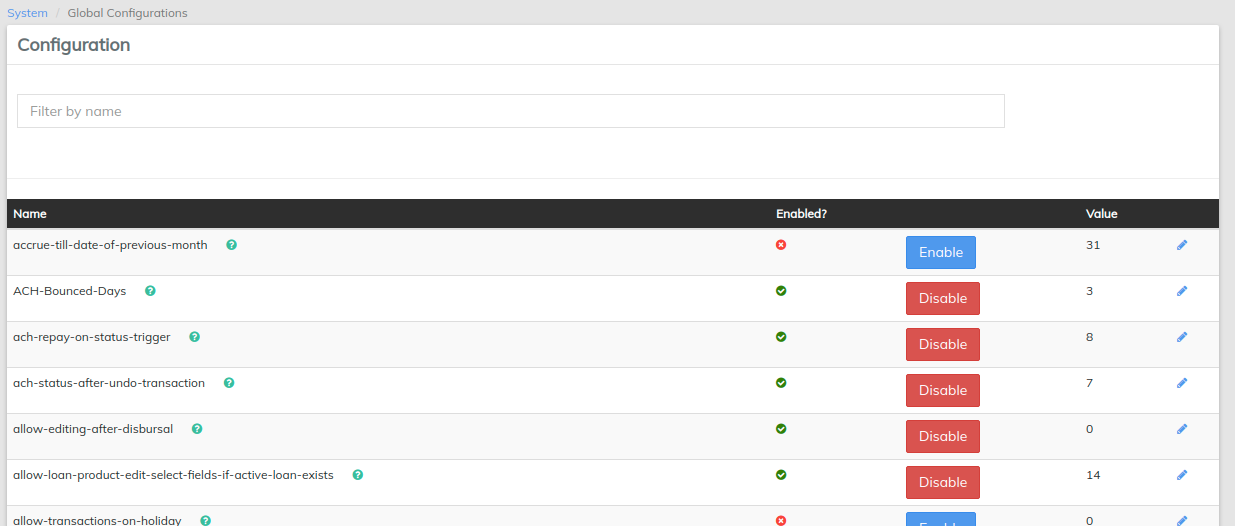 System / Global Configurations
Configuration
Filter by name
Name Enabled? Value
accrue-till-date-of-previous-month ? Enable 31
ACH-Bounced-Days ? Disable 3
ach-repay-on-status-trigger ? Disable 8
ach-status-after-undo-transaction ? Disable 7
allow-editing-after-disbursal ? Disable 0
allow-loan-product-edit-select-fields-if-active-loan-exists ? Disable 14
allow-transactions-on-holiday ? Enable 0